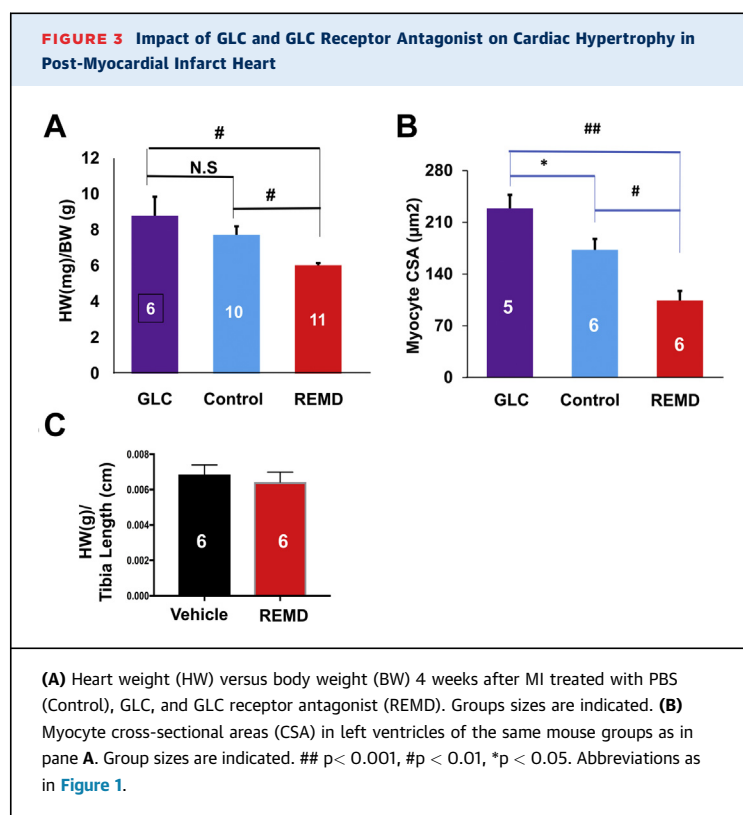 FIGURE 3 Impact of GLC and GLC Receptor Antagonist on Cardiac Hypertrophy in
Post-Myocardial Infarct Heart
A
#
N.S
#
HW(mg)/BW (g)
12
10
8
6
4
2
0
6
10
11
GLC Control REMD
B
##
*
#
Myocyte CSA (µm2)
280
210
140
70
0
5
6
6
GLC Control REMD
C
HW(g)/
Tibia Length (cm)
0.008
0.006
0.004
0.002
0.000
6
6
Vehicle REMD
(A) Heart weight (HW) versus body weight (BW) 4 weeks after MI treated with PBS
(Control), GLC, and GLC receptor antagonist (REMD). Groups sizes are indicated. (B)
Myocyte cross-sectional areas (CSA) in left ventricles of the same mouse groups as in
pane A. Group sizes are indicated. ## p< 0.001, #p < 0.01, *p < 0.05. Abbreviations as
in Figure 1.